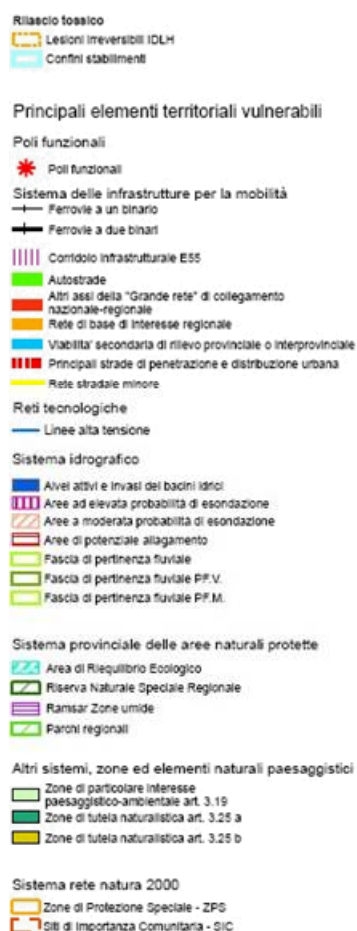 Rilascio tossico
Lesioni irreversibili IDLH
Confini stabilimenti
Principali elementi territoriali vulnerabili
Poli funzionali
Poli funzionali
Sistema delle infrastrutture per la mobilità
Ferrovie a un binario
Ferrovie a due binari
Corridoio infrastrutturale E55
Autostrade
Altri assi della "Grande rete" di collegamento
nazionale-regionale
Rete di base di interesse regionale
Viabilita' secondaria di rilievo provinciale o interprovinciale
Principali strade di penetrazione e distribuzione urbana
Rete stradale minore
Reti tecnologiche
Linee alta tensione
Sistema idrografico
Alvei attivi e invasi dei bacini idrici
Aree ad elevata probabilità di esondazione
Aree a moderata probabilità di esondazione
Aree di potenziale allagamento
Fascia di pertinenza fluviale
Fascia di pertinenza fluviale PF.V.
Fascia di pertinenza fluviale PF.M.
Sistema provinciale delle aree naturali protette
Area di Riequilibrio Ecologico
Riserva Naturale Speciale Regionale
Ramsar Zone umide
Parchi regionali
Altri sistemi, zone ed elementi naturali paesaggistici
Zone di particolare interesse
paesaggistico-ambientale art. 3.19
Zone di tutela naturalistica art. 3.25 a
Zone di tutela naturalistica art. 3.25 b
Sistema rete natura 2000
Zone di Protezione Speciale - ZPS
Siti di Importanza Comunitaria - SIC